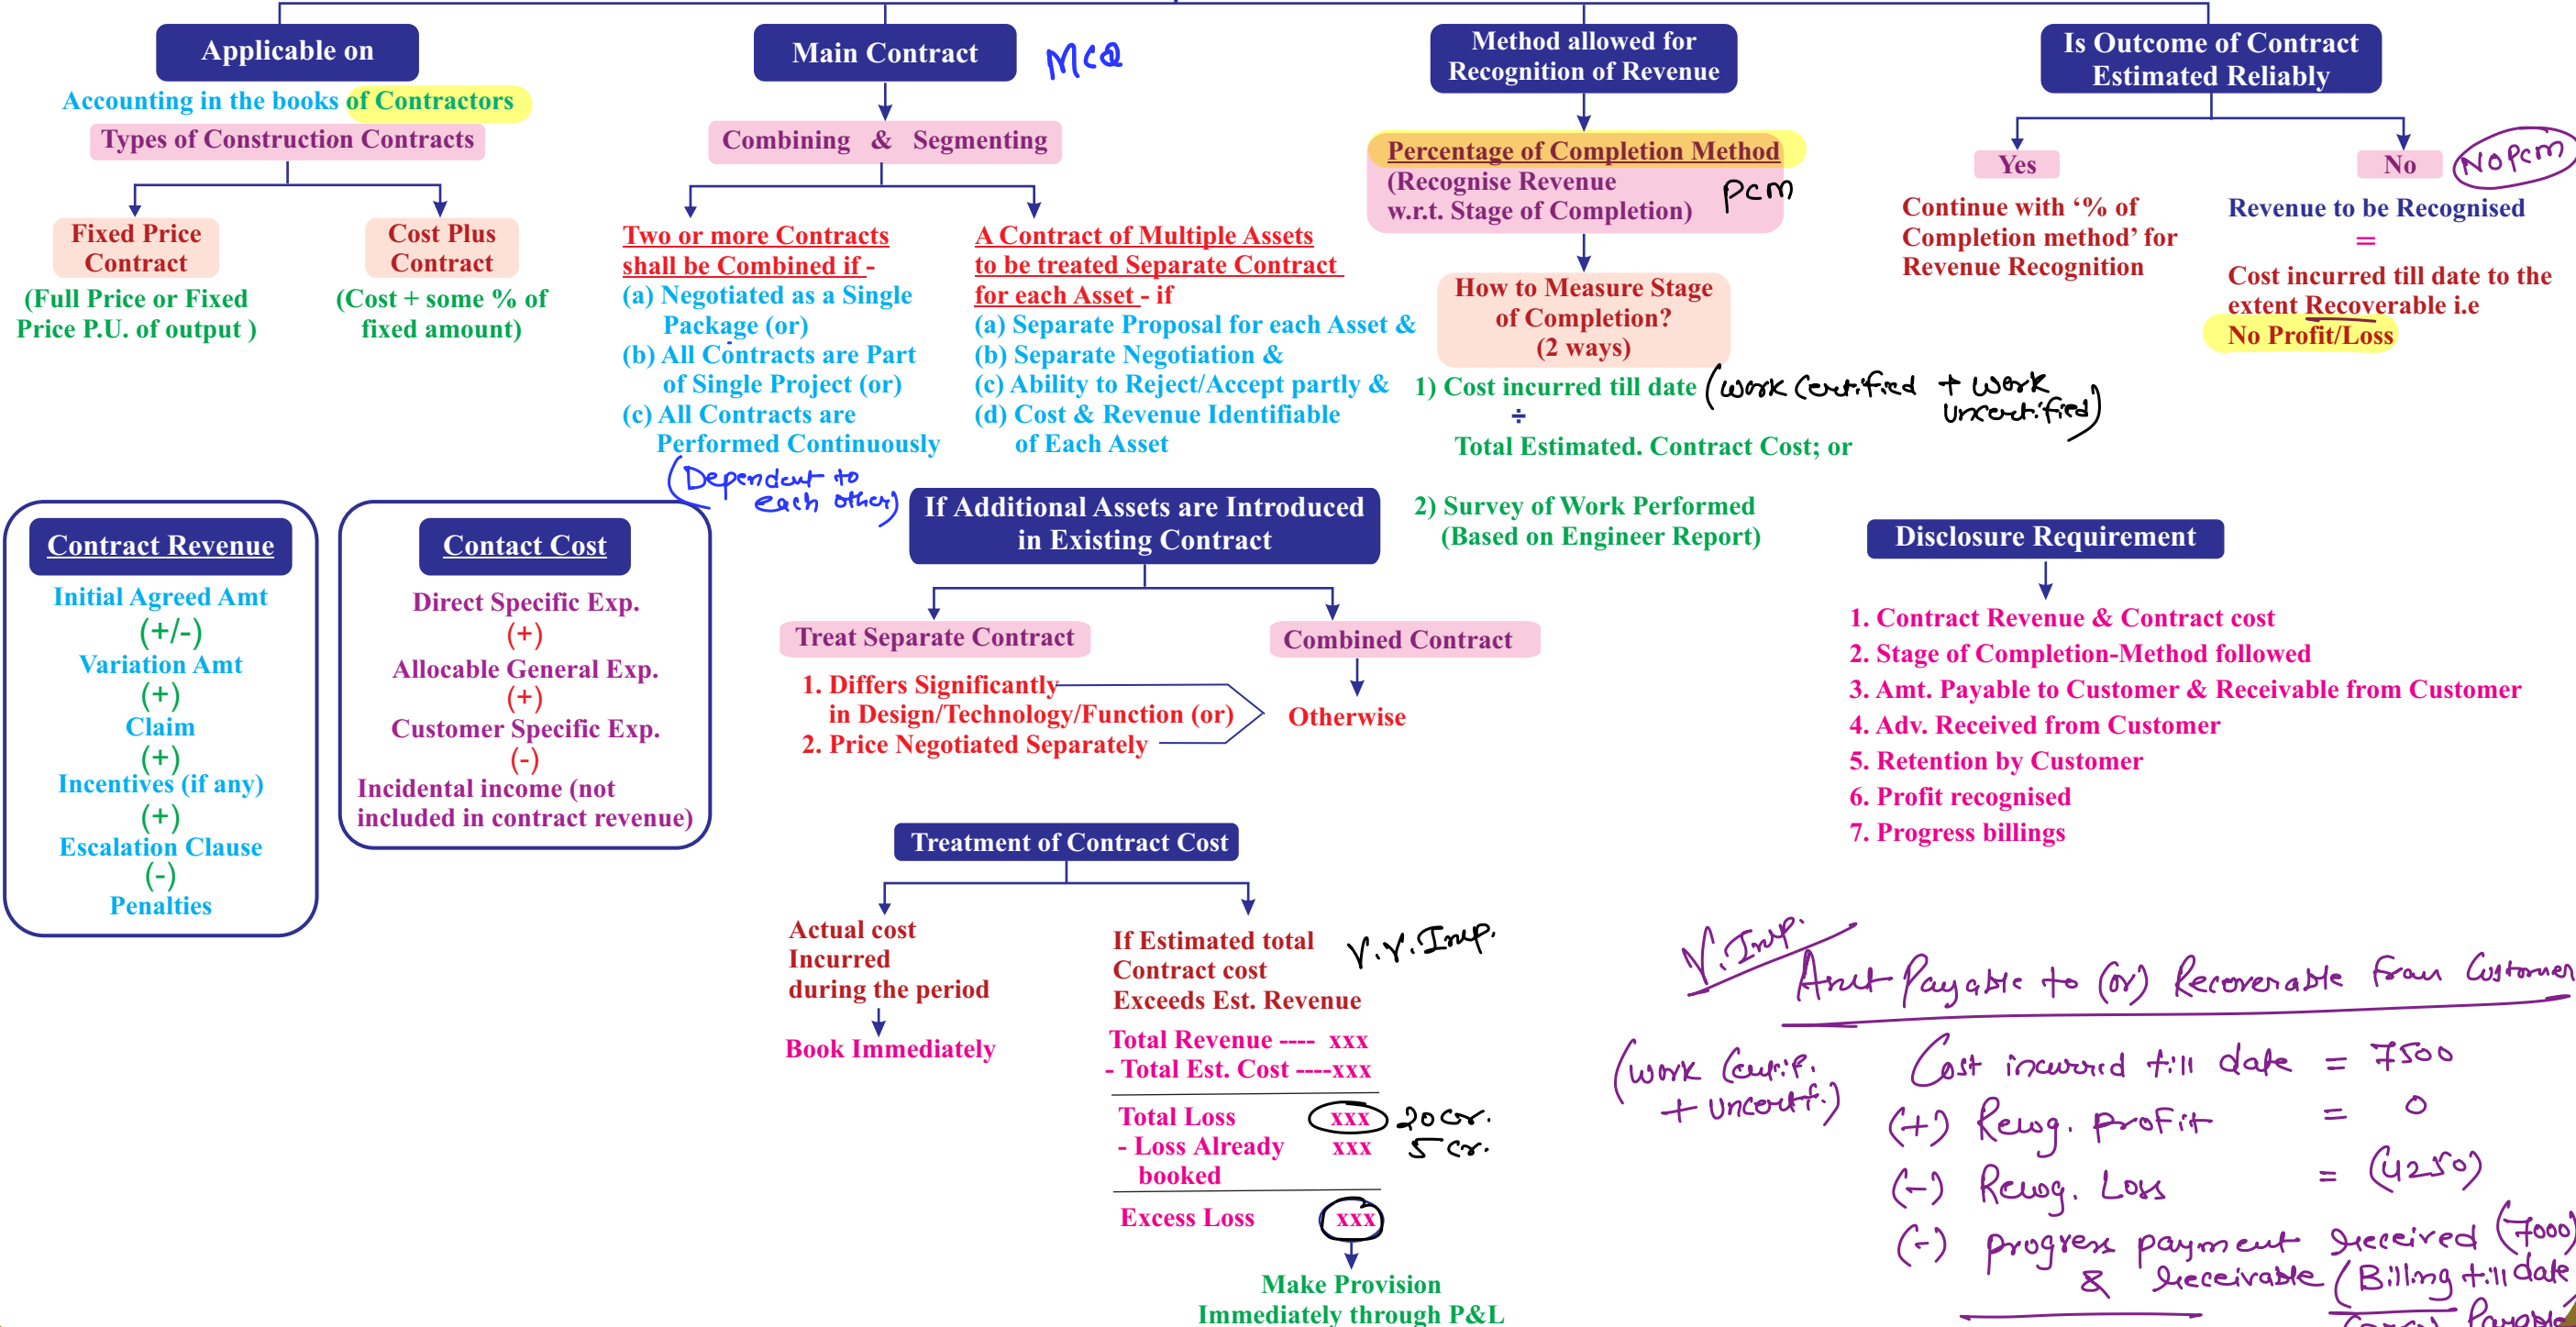 Applicable on
Accounting in the books of Contractors
Types of Construction Contracts
Fixed Price
Contract
(Full Price or Fixed
Price P.U. of output )
Cost Plus
Contract
(Cost + some % of
fixed amount)
Main Contract
MCQ
Combining & Segmenting
Two or more Contracts
shall be Combined if -
(a) Negotiated as a Single
Package (or)
(b) All Contracts are Part
of Single Project (or)
(c) All Contracts are
Performed Continuously
(Dependent to
each other)
A Contract of Multiple Assets
to be treated Separate Contract
for each Asset - if
(a) Separate Proposal for each Asset &
(b) Separate Negotiation &
(c) Ability to Reject/Accept partly &
(d) Cost & Revenue Identifiable
of Each Asset
Method allowed for
Recognition of Revenue
Percentage of Completion Method
(Recognise Revenue
w.r.t. Stage of Completion)
PCM
How to Measure Stage
of Completion?
(2 ways)
1) Cost incurred till date (work Certified + work
Uncertified)
÷
Total Estimated. Contract Cost; or
2) Survey of Work Performed
(Based on Engineer Report)
Is Outcome of Contract
Estimated Reliably
Yes
Continue with ‘% of
Completion method’ for
Revenue Recognition
No
No PCM
Revenue to be Recognised
=
Cost incurred till date to the
extent Recoverable i.e
No Profit/Loss
Contract Revenue
Initial Agreed Amt
(+/-)
Variation Amt
(+)
Claim
(+)
Incentives (if any)
(+)
Escalation Clause
(-)
Penalties
Contact Cost
Direct Specific Exp.
(+)
Allocable General Exp.
(+)
Customer Specific Exp.
(-)
Incidental income (not
included in contract revenue)
If Additional Assets are Introduced
in Existing Contract
Treat Separate Contract
1. Differs Significantly
in Design/Technology/Function (or)
2. Price Negotiated Separately
Combined Contract
Otherwise
Disclosure Requirement
1. Contract Revenue & Contract cost
2. Stage of Completion-Method followed
3. Amt. Payable to Customer & Receivable from Customer
4. Adv. Received from Customer
5. Retention by Customer
6. Profit recognised
7. Progress billings
Treatment of Contract Cost
Actual cost
Incurred
during the period
Book Immediately
If Estimated total
Contract cost
Exceeds Est. Revenue
V.V. Imp.
Total Revenue ---- xxx
- Total Est. Cost ----xxx
Total Loss xxx 20 cr.
- Loss Already xxx 5 cr.
booked
Excess Loss xxx
Make Provision
Immediately through P&L
V. Imp.
Amt Payable to (or) Recoverable from Customer
(work Certif.
+ Uncertf.)
Cost incurred till date = 7500
(+) Recog. profit = 0
(-) Recog. Loss = (4250)
(-) progress payment received (7000)
& receivable (Billing till date
Payable